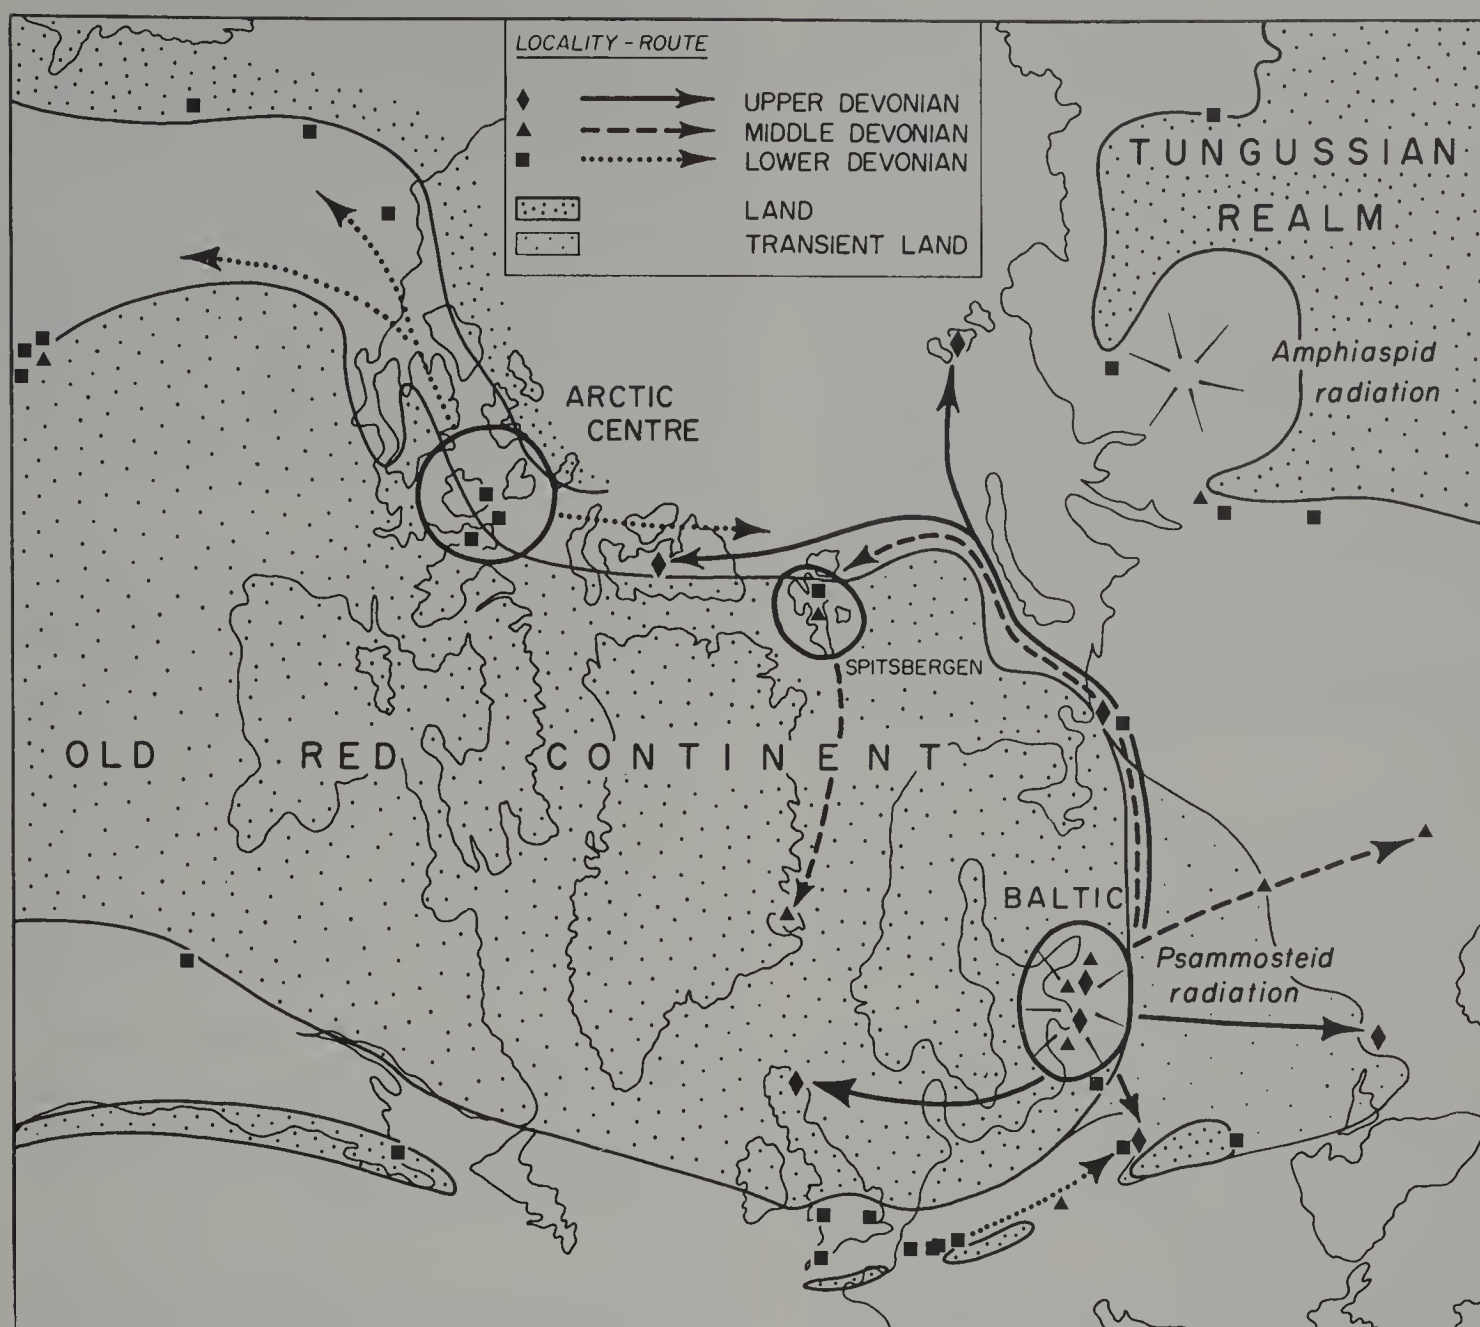 LOCALITY - ROUTE
UPPER DEVONIAN
MIDDLE DEVONIAN
LOWER DEVONIAN
LAND
TRANSIENT LAND
TUNGUSSIAN
REALM
Amphiaspid
radiation
ARCTIC
CENTRE
SPITSBERGEN
OLD RED CONTINENT
BALTIC
Psammosteid
radiation